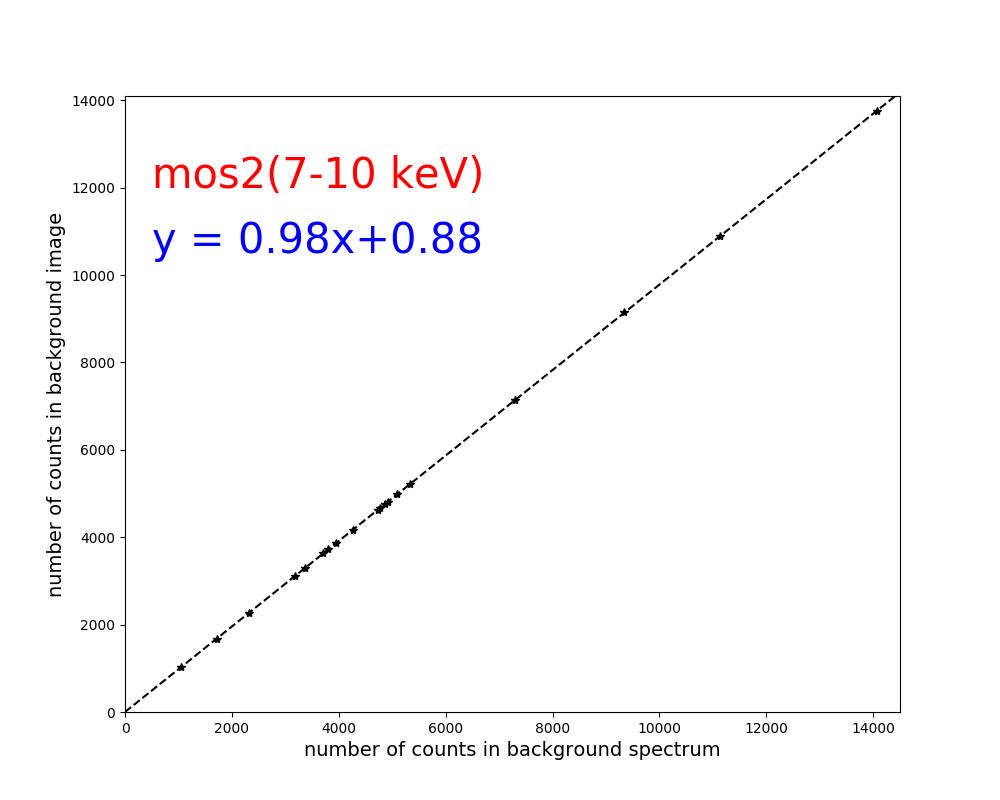 mos2(7-10 keV)
y = 0.98x+0.88
number of counts in background image
14000
12000
10000
8000
6000
4000
2000
0
0 2000 4000 6000 8000 10000 12000 14000
number of counts in background spectrum